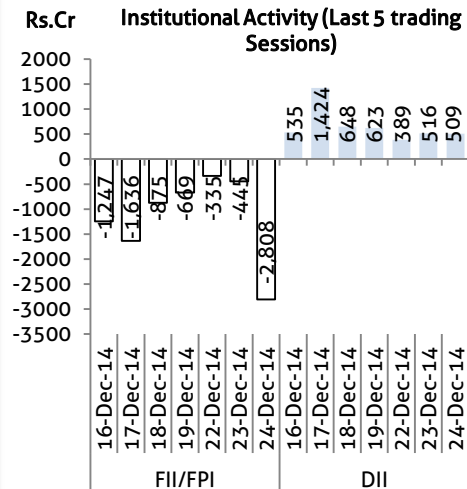 Rs.Cr
Institutional Activity (Last 5 trading
Sessions)
2000
1500
1000
500
0
-500
-1000
-1500
-2000
-2500
-3000
-3500
-1,247
-1,636
-875
-669
-335
-445
-2,808
535
1,424
648
623
389
516
509
16-Dec-14
17-Dec-14
18-Dec-14
19-Dec-14
22-Dec-14
23-Dec-14
24-Dec-14
16-Dec-14
17-Dec-14
18-Dec-14
19-Dec-14
22-Dec-14
23-Dec-14
24-Dec-14
FII/FPI
DII